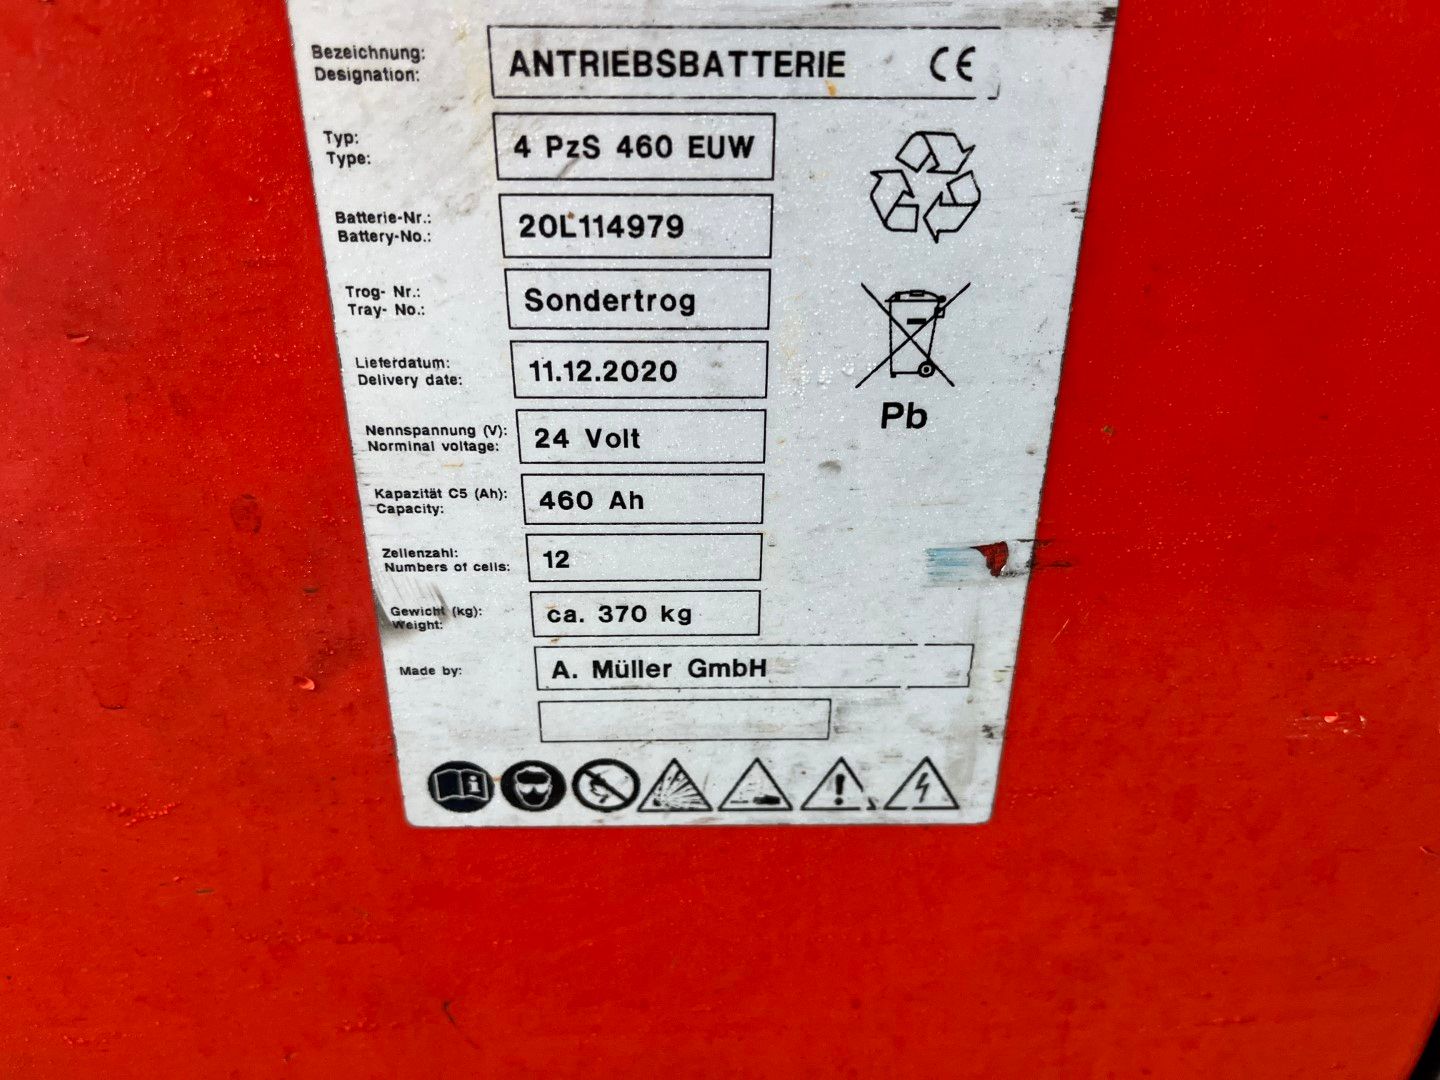 Bezeichnung: ANTRIEBSBATTERIE CE
Designation:
Typ: 4 PzS 460 EUW
Type:
Batterie-Nr.: 20L114979
Battery-No.:
Trog- Nr.: Sondertrog
Tray- No.:
Lieferdatum: 11.12.2020
Delivery date:
Nennspannung (V): 24 Volt
Norminal voltage:
Pb
Kapazität C5 (Ah): 460 Ah
Capacity:
Zellenzahl: 12
Numbers of cells:
Gewicht (kg): ca. 370 kg
Weight:
Made by: A. Müller GmbH